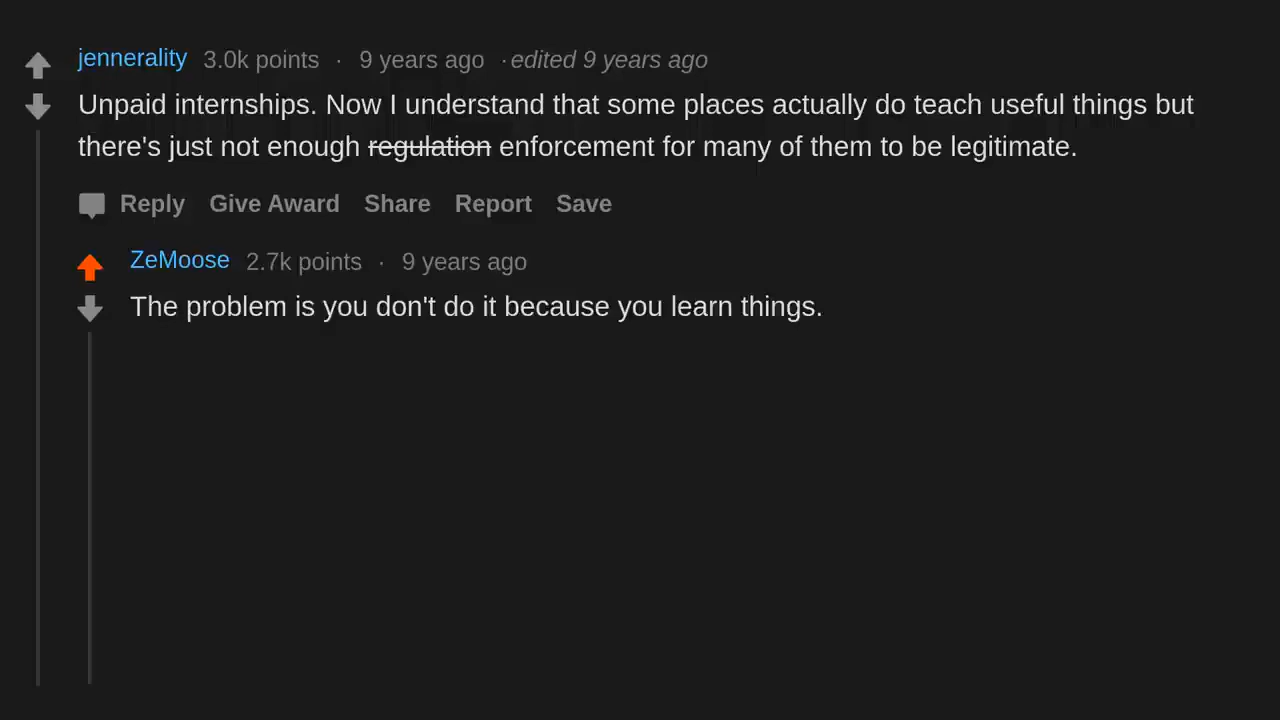 jennerality 3.0k points · 9 years ago · edited 9 years ago
Unpaid internships. Now I understand that some places actually do teach useful things but
there's just not enough regulation enforcement for many of them to be legitimate.
Reply Give Award Share Report Save
ZeMoose 2.7k points · 9 years ago
The problem is you don't do it because you learn things.